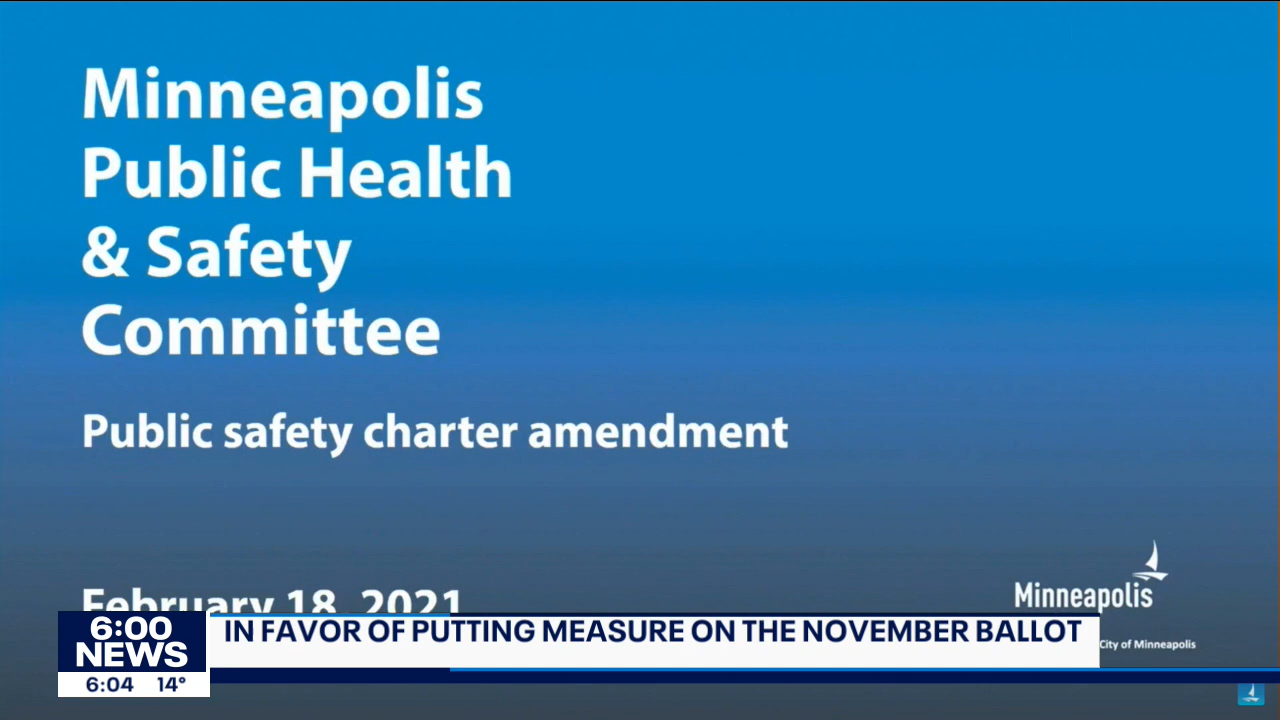 Minneapolis
Public Health
& Safety
Committee
Public safety charter amendment
February 18, 2021
Minneapolis
City of Minneapolis
6:00
NEWS
IN FAVOR OF PUTTING MEASURE ON THE NOVEMBER BALLOT
6:04 14°